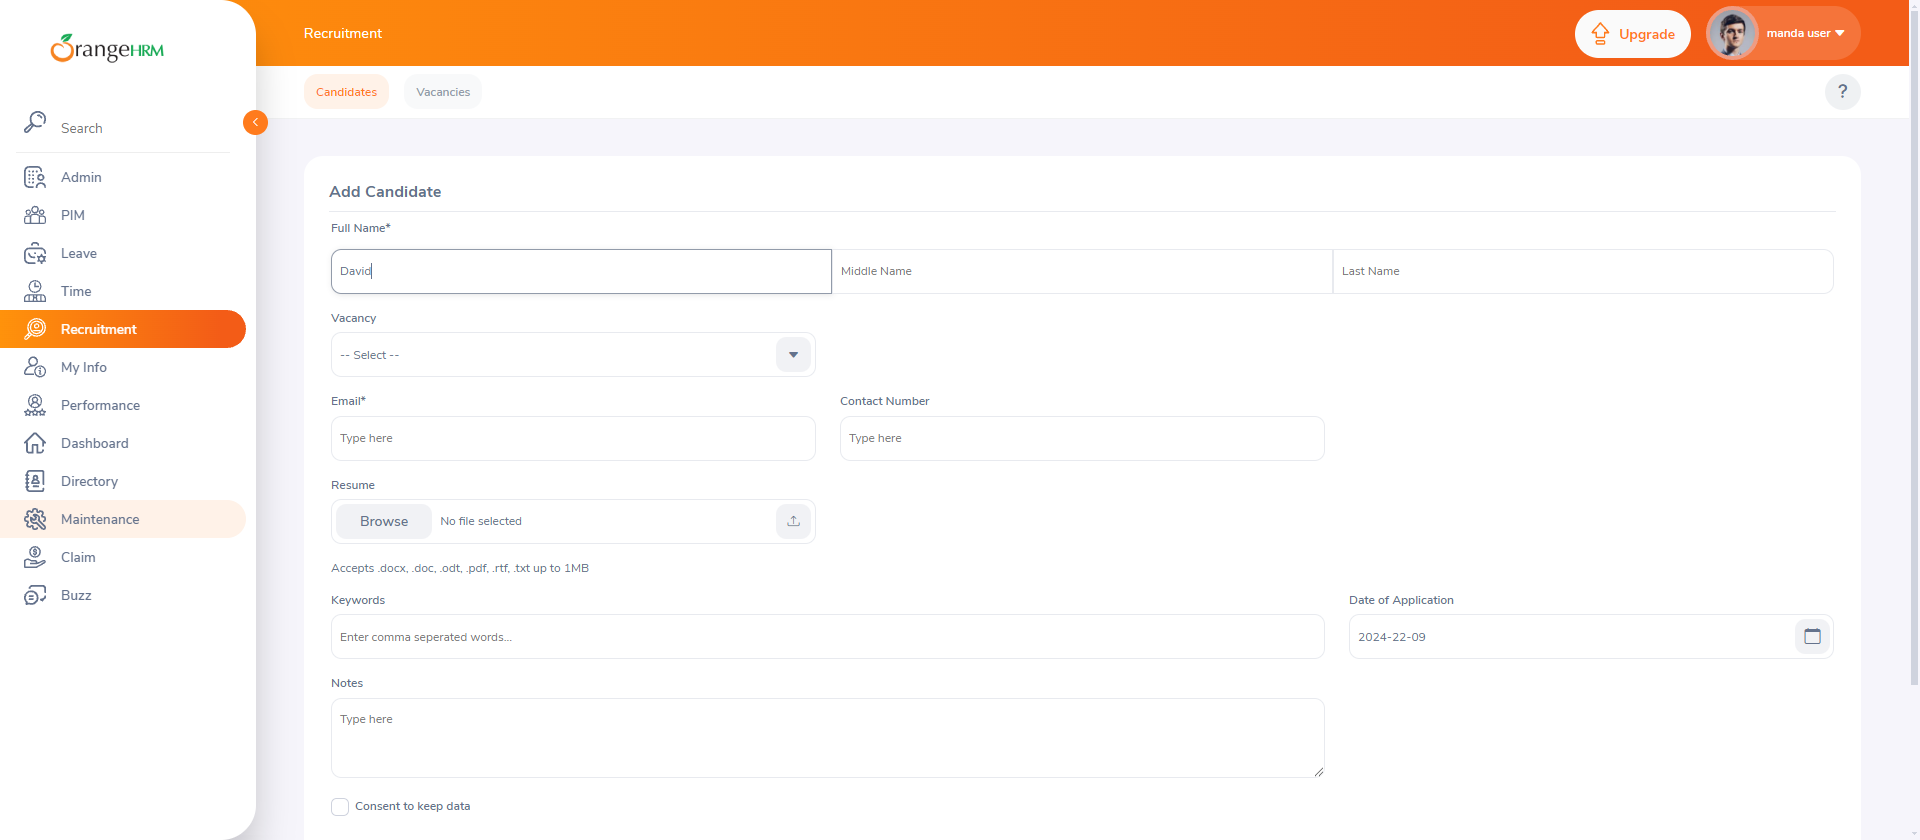 OrangeHRM
Recruitment
Upgrade
manda user
Candidates
Vacancies
?
Search
Admin
PIM
Leave
Time
Recruitment
My Info
Performance
Dashboard
Directory
Maintenance
Claim
Buzz
Add Candidate
Full Name*
David
Middle Name
Last Name
Vacancy
-- Select --
Email*
Contact Number
Type here
Type here
Resume
Browse
No file selected
Accepts .docx, .doc, .odt, .pdf, .rtf, .txt up to 1MB
Keywords
Date of Application
Enter comma seperated words...
2024-22-09
Notes
Type here
Consent to keep data